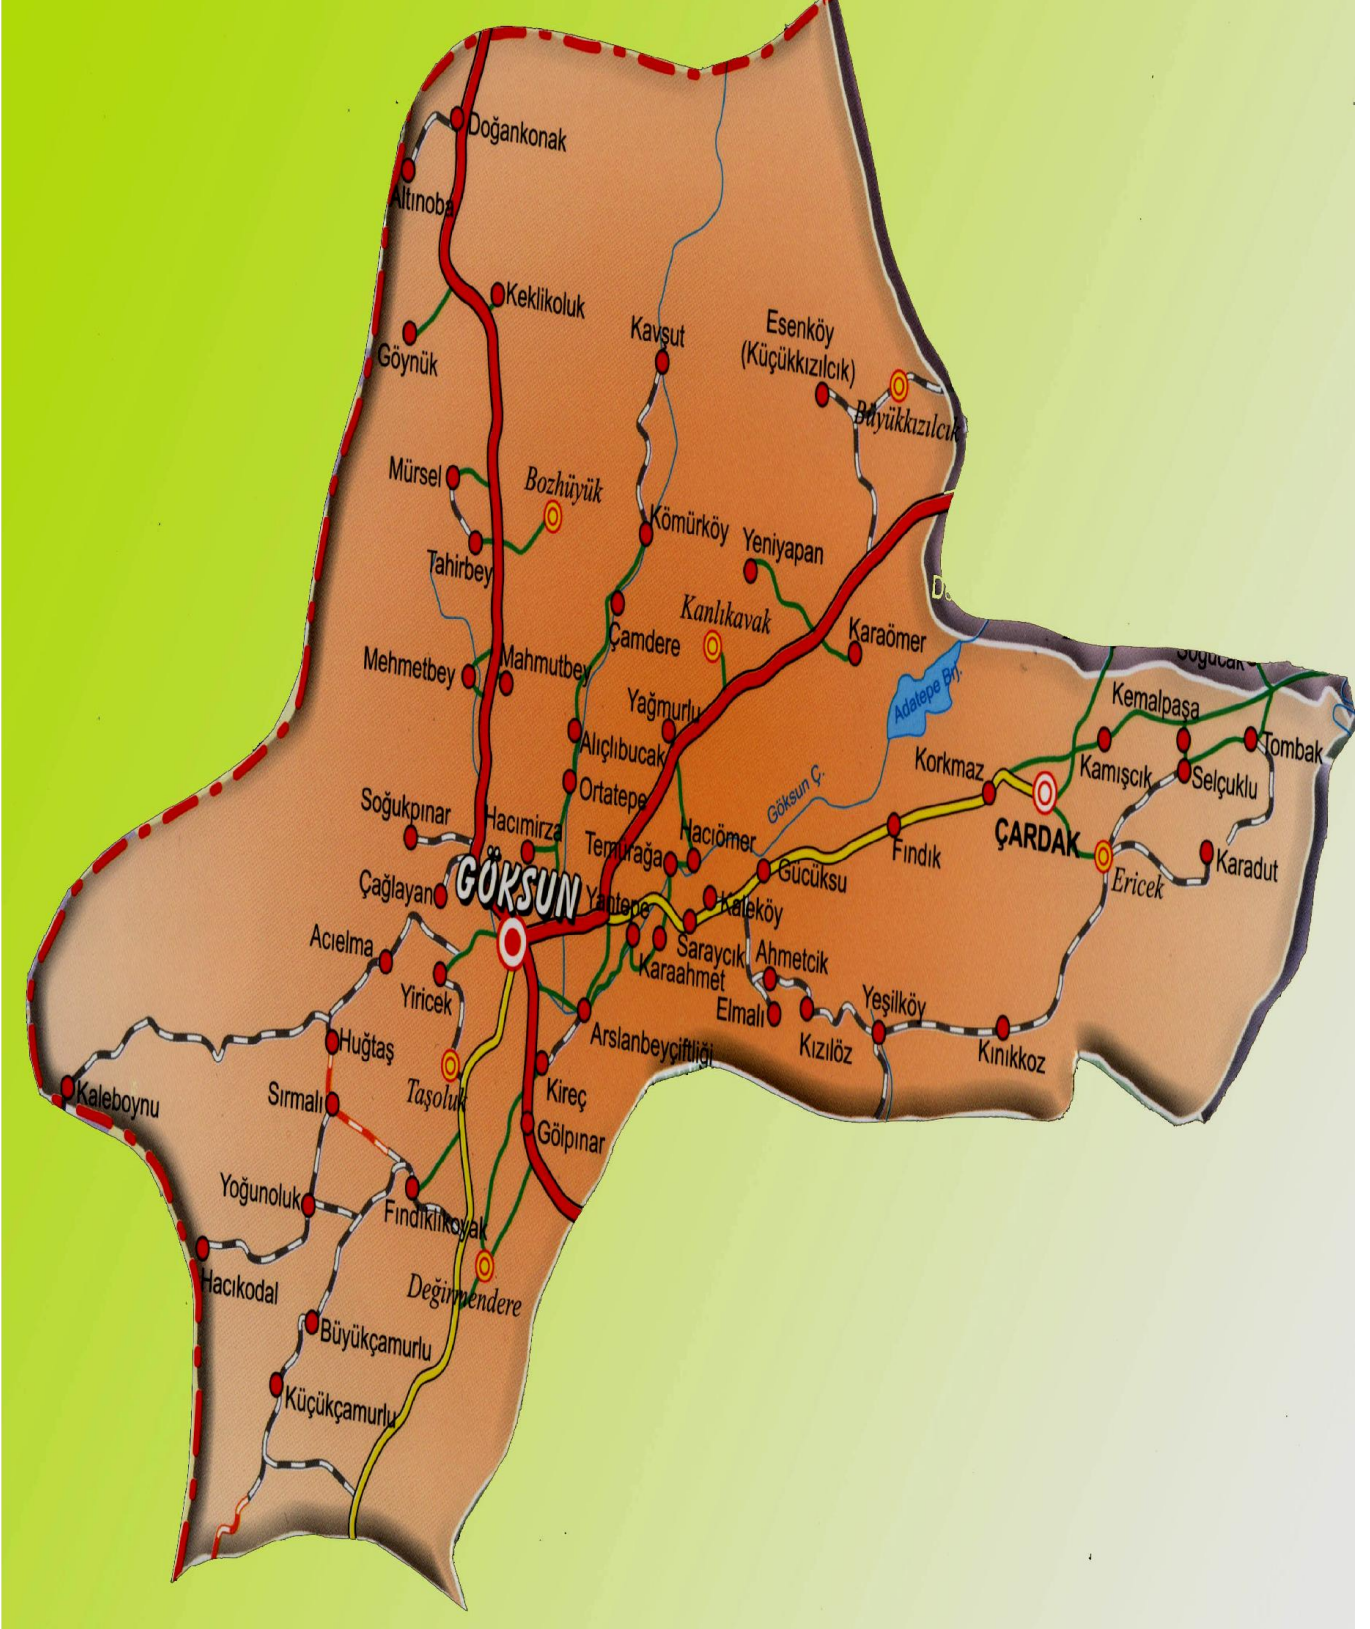 Doğankonak
Altınoba
Keklikoluk
Göynük
Kavşut
Esenköy
(Küçükkızılcık)
Büyükkızılcık
Mürsel
Bozhüyük
Tahirbey
Kömürköy
Yeniyapan
Çamdere
Kanlıkavak
Karaömer
Mehmetbey
Mahmutbey
Yağmurlu
Adatepe Brj.
Alıçlıbucak
Ortatepe
Kemalpaşa
Korkmaz
Kamışcık
Tombak
Selçuklu
Soğukpınar
Hacımirza
Göksun Ç.
Temürağa
Hacıömer
Gücüksu
Fındık
ÇARDAK
Ericek
Karadut
Çağlayan
GÖKSUN
Yantepe
Kaleköy
Acıelma
Yiricek
Saraycık
Karaahmet
Ahmetcik
Elmalı
Kızılöz
Yeşilköy
Kınıkkoz
Arslanbeyçiftliği
Huğtaş
Kaleboynu
Sırmalı
Taşoluk
Kireç
Gölpınar
Yoğunoluk
Fındıklıkoyak
Hacıkodal
Değirmendere
Büyükçamurlu
Küçükçamurlu